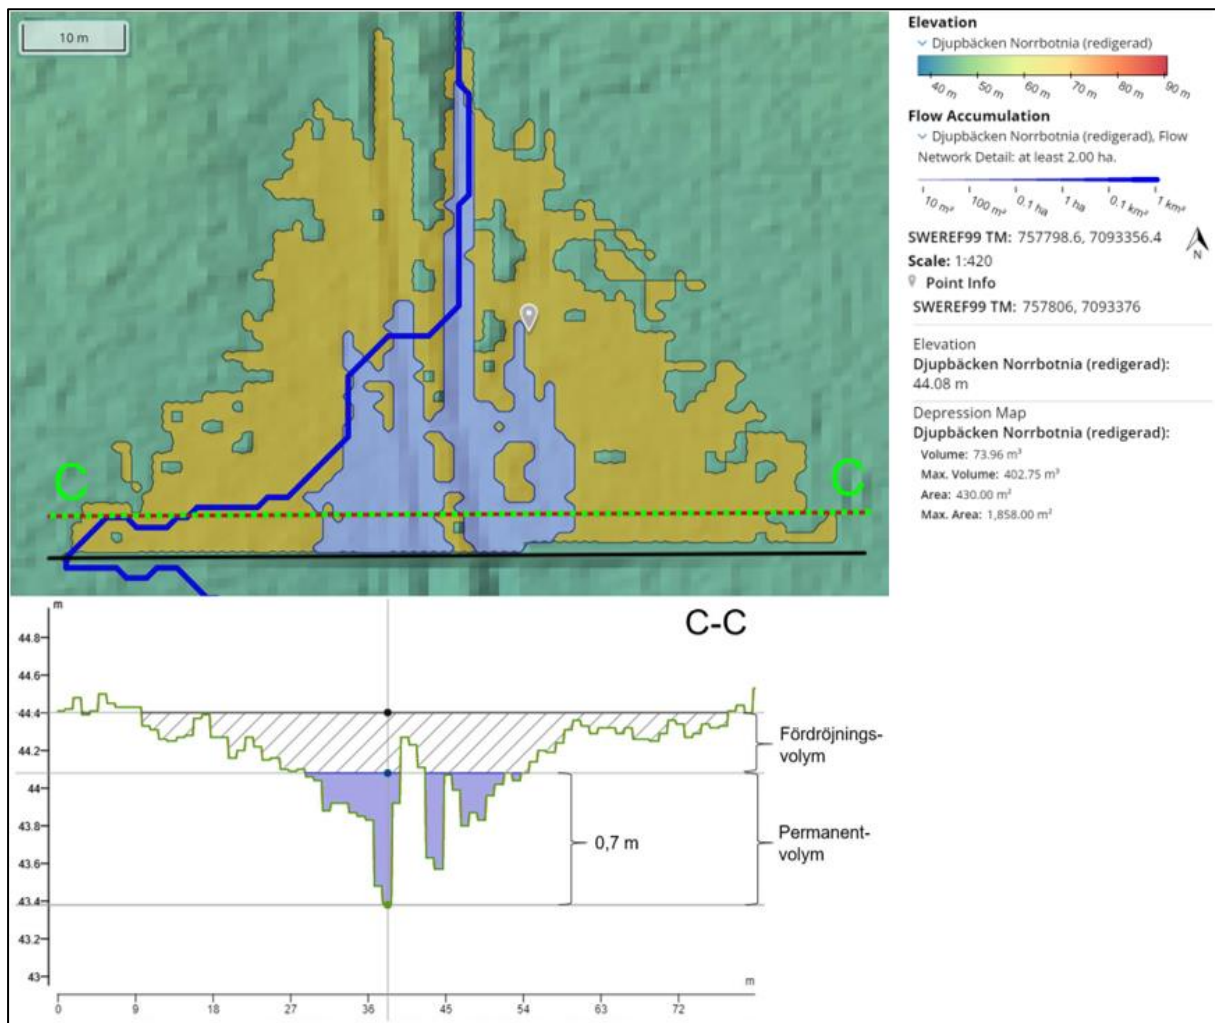 10 m
C
C
Elevation
Djupbäcken Norrbotnia (redigerad)
40 m 50 m 60 m 70 m 80 m 90 m
Flow Accumulation
Djupbäcken Norrbotnia (redigerad), Flow
Network Detail: at least 2.00 ha.
10 m² 100 m² 0.1 ha 1 ha 0.1 km² 1 km²
SWEREF99 TM: 757798.6, 7093356.4
N
Scale: 1:420
Point Info
SWEREF99 TM: 757806, 7093376
Elevation
Djupbäcken Norrbotnia (redigerad):
44.08 m
Depression Map
Djupbäcken Norrbotnia (redigerad):
Volume: 73.96 m³
Max. Volume: 402.75 m³
Area: 430.00 m²
Max. Area: 1,858.00 m²
m
C-C
44.8
44.6
44.4
44.2
44
43.8
43.6
43.4
43.2
43
Fördröjnings-
volym
0,7 m
Permanent-
volym
m
0 9 18 27 36 45 54 63 72